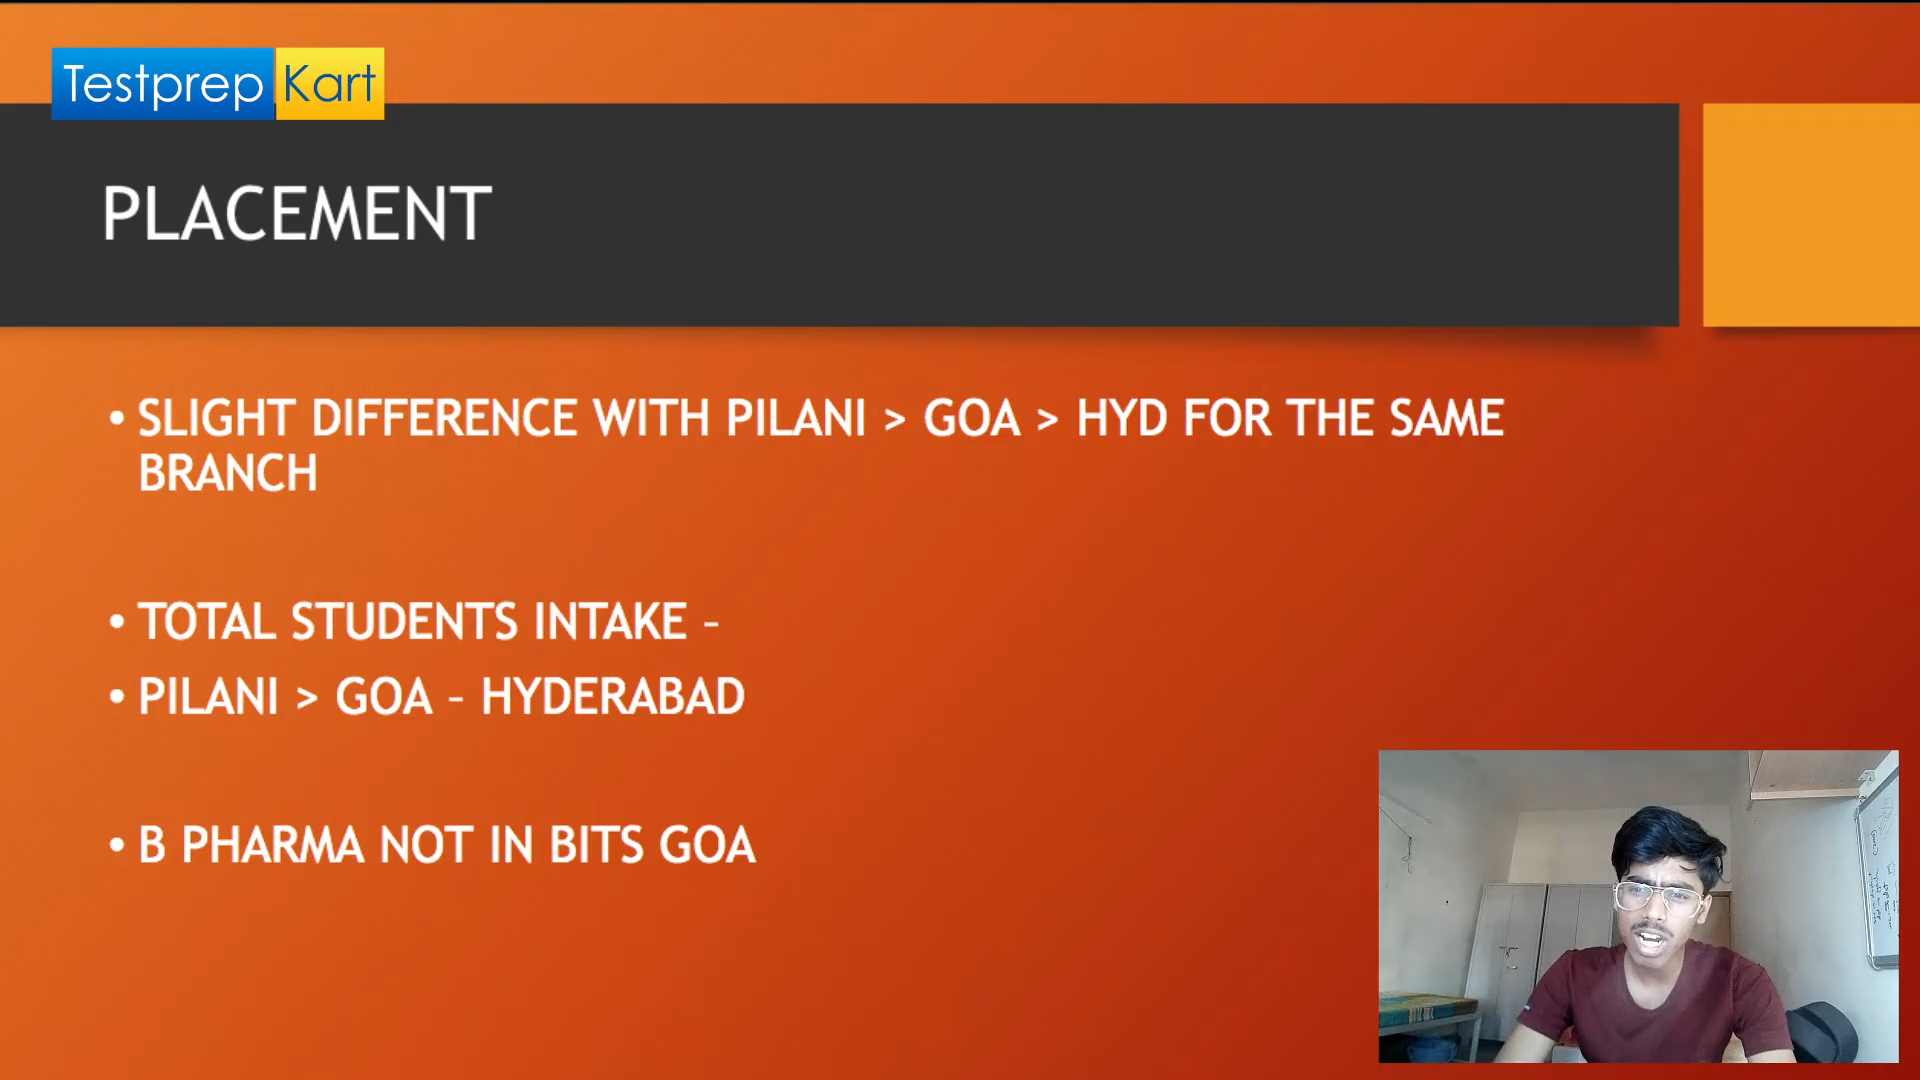 Testprep Kart
PLACEMENT
• SLIGHT DIFFERENCE WITH PILANI > GOA > HYD FOR THE SAME
BRANCH
• TOTAL STUDENTS INTAKE –
• PILANI > GOA – HYDERABAD
• B PHARMA NOT IN BITS GOA